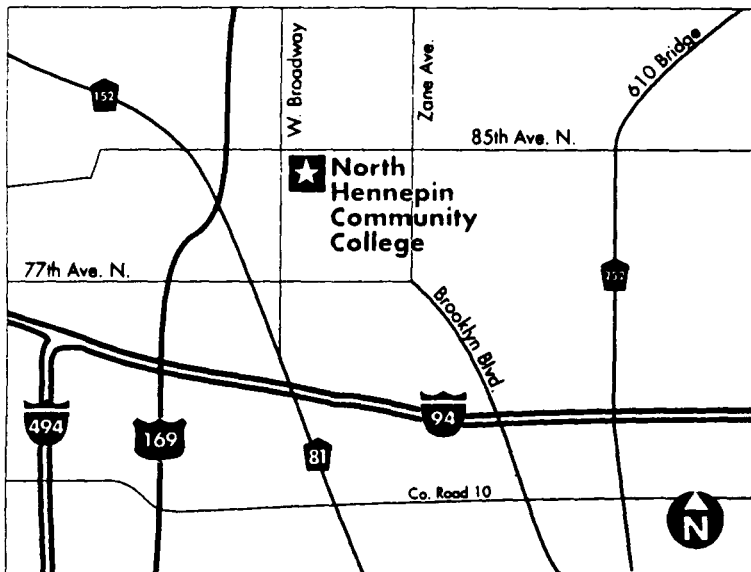 152
W. Broadway
Zane Ave.
610 Bridge
85th Ave. N.
North
Hennepin
Community
College
77th Ave. N.
Brooklyn Blvd.
494
169
94
81
Co. Road 10
N